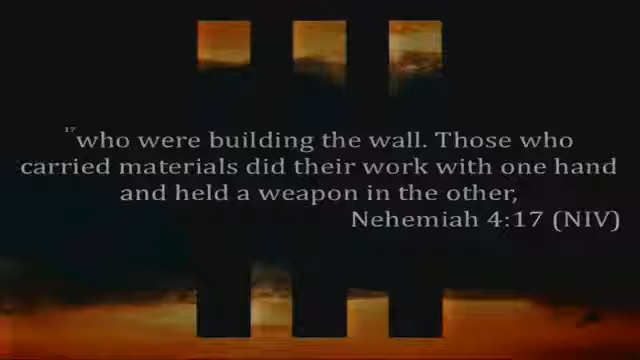 17who were building the wall. Those who
carried materials did their work with one hand
and held a weapon in the other,
Nehemiah 4:17 (NIV)